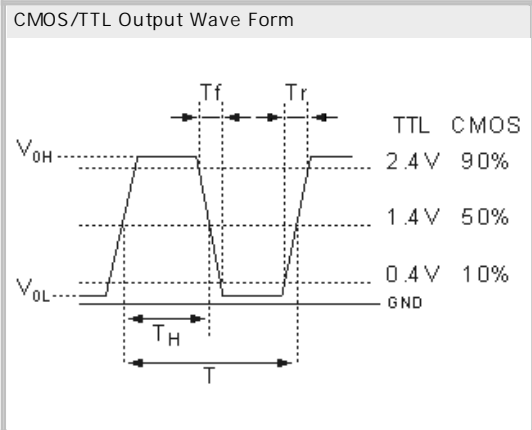 CMOS/TTL Output Wave Form
Tf Tr
TTL CMOS
V0H 2.4V 90%
1.4V 50%
0.4V 10%
V0L GND
TH
T